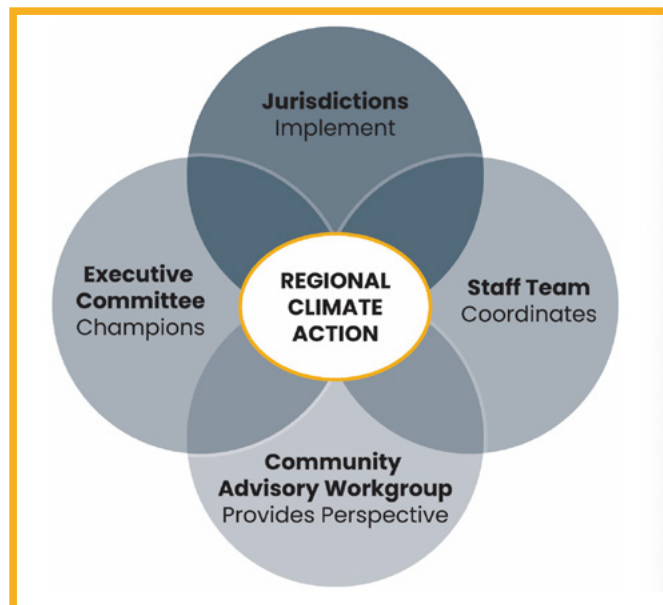 Jurisdictions
Implement
Executive
Committee
Champions
REGIONAL
CLIMATE
ACTION
Staff Team
Coordinates
Community
Advisory Workgroup
Provides Perspective